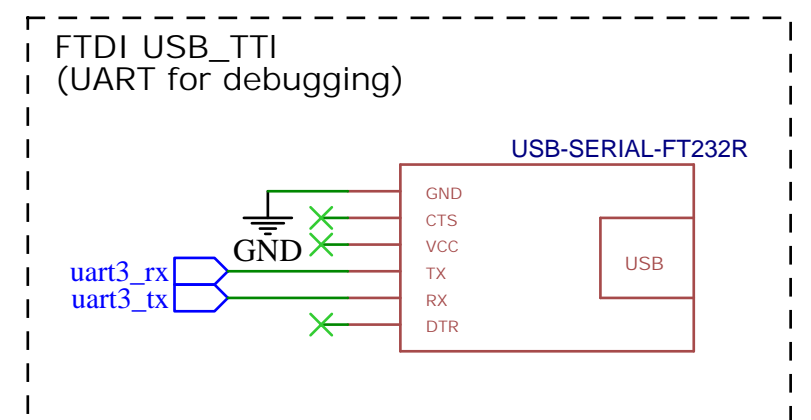 FTDI USB_TTI
(UART for debugging)
USB-SERIAL-FT232R
GND
CTS
GND
VCC
USB
uart3_rx
TX
uart3_tx
RX
DTR